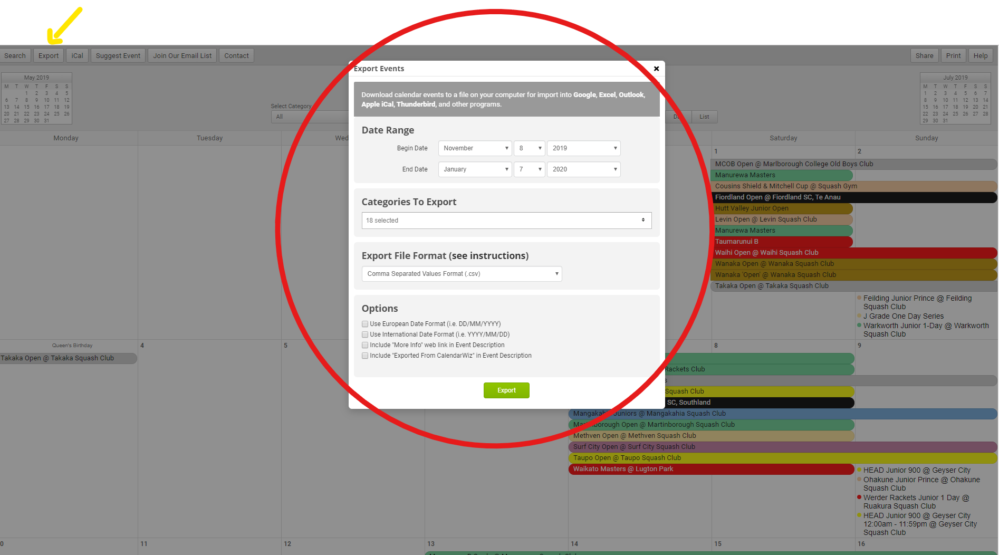 Search Export iCal Suggest Event Join Our Email List Contact Share Print Help
May 2019
M T W T F S S
1 2 3 4 5
6 7 8 9 10 11 12
13 14 15 16 17 18 19
20 21 22 23 24 25 26
27 28 29 30 31
July 2019
M T W T F S S
1 2 3 4 5 6 7
8 9 10 11 12 13 14
15 16 17 18 19 20 21
22 23 24 25 26 27 28
29 30 31
Select Category
All
List
Export Events ×
Download calendar events to a file on your computer for import into Google, Excel, Outlook,
Apple iCal, Thunderbird, and other programs.
Date Range
Begin Date November 8 2019
End Date January 7 2020
Categories To Export
18 selected
Export File Format (see instructions)
Comma Separated Values Format (.csv)
Options
Use European Date Format (i.e. DD/MM/YYYY)
Use International Date Format (i.e. YYYY/MM/DD)
Include "More Info" web link in Event Description
Include "Exported From CalendarWiz" in Event Description
Export
Monday Tuesday Wed Saturday Sunday
1 2
MCOB Open @ Marlborough College Old Boys Club
Manurewa Masters
Cousins Shield & Mitchell Cup @ Squash Gym
Fiordland Open @ Fiordland SC, Te Anau
Hutt Valley Junior Open
Levin Open @ Levin Squash Club
Manurewa Masters
Taumarunui B
Waihi Open @ Waihi Squash Club
Wanaka Open @ Wanaka Squash Club
Wanaka 'Open' @ Wanaka Squash Club
Takaka Open @ Takaka Squash Club
Feilding Junior Prince @ Feilding
Squash Club
J Grade One Day Series
Warkworth Junior 1-Day @ Warkworth
Squash Club
Queen's Birthday 4 5 8 9
Takaka Open @ Takaka Squash Club
Rackets Club
s
Squash Club
SC, Southland
Mangakahia Juniors @ Mangakahia Squash Club
Martinborough Open @ Martinborough Squash Club
Methven Open @ Methven Squash Club
Surf City Open @ Surf City Squash Club
Taupo Open @ Taupo Squash Club
Waikato Masters @ Lugton Park
HEAD Junior 900 @ Geyser City
Ohakune Junior Prince @ Ohakune
Squash Club
Werder Rackets Junior 1 Day @
Ruakura Squash Club
HEAD Junior 900 @ Geyser City
12:00am - 11:59pm @ Geyser City
Squash Club
0 11 12 13 14 15 16